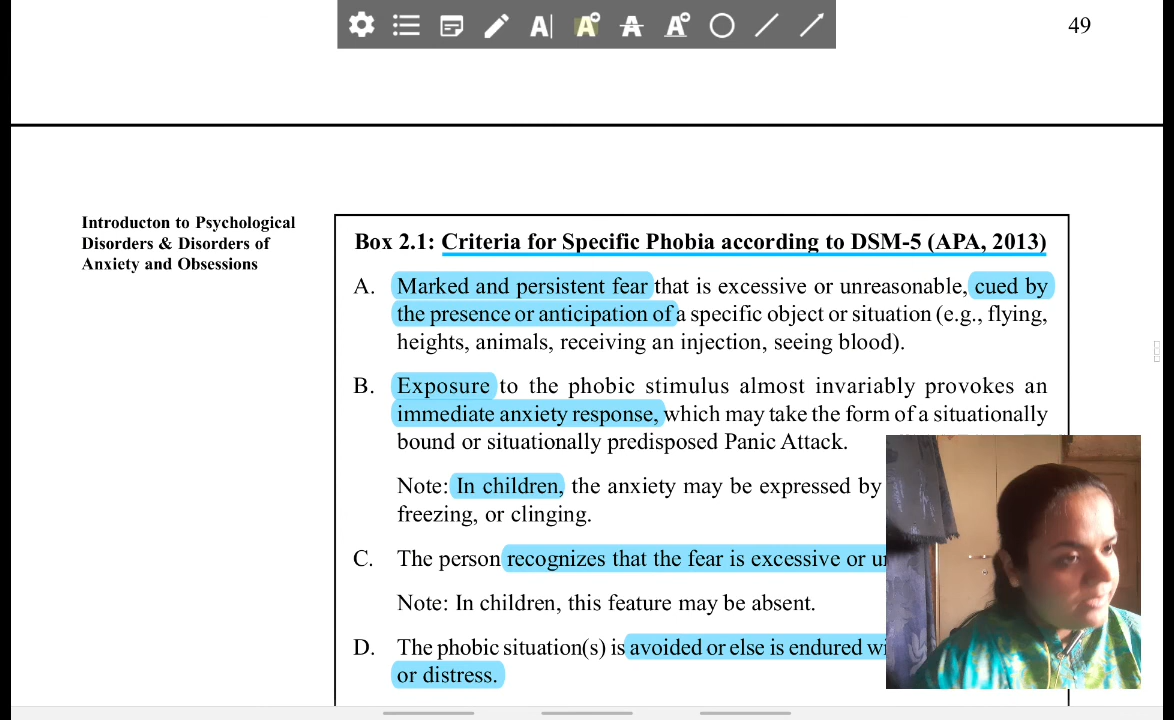 49
Introducton to Psychological
Disorders & Disorders of
Anxiety and Obsessions
Box 2.1: Criteria for Specific Phobia according to DSM-5 (APA, 2013)
A. Marked and persistent fear that is excessive or unreasonable, cued by
the presence or anticipation of a specific object or situation (e.g., flying,
heights, animals, receiving an injection, seeing blood).
B. Exposure to the phobic stimulus almost invariably provokes an
immediate anxiety response, which may take the form of a situationally
bound or situationally predisposed Panic Attack.
Note: In children, the anxiety may be expressed by
freezing, or clinging.
C. The person recognizes that the fear is excessive or
Note: In children, this feature may be absent.
D. The phobic situation(s) is avoided or else is endured
or distress.